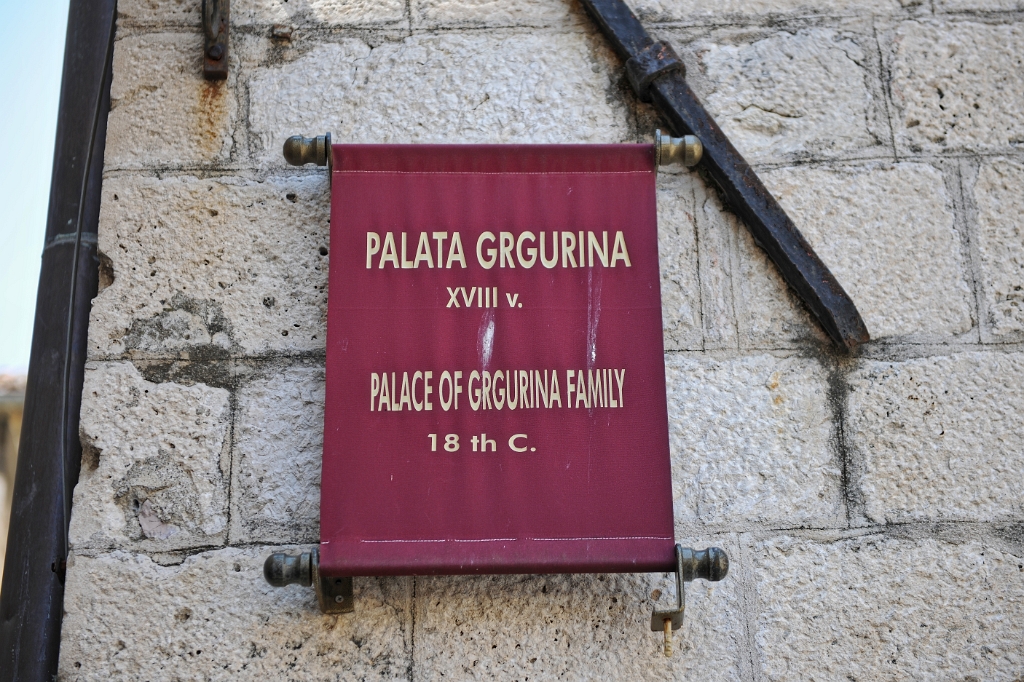 PALATA GRGURINA
XVIII v.
PALACE OF GRGURINA FAMILY
18 th C.